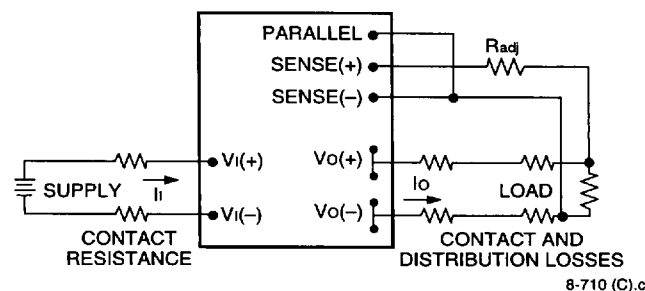 PARALLEL
SENSE(+)
SENSE(–)
Radj
VI(+)
VO(+)
SUPPLY
II
IO
LOAD
VI(–)
VO(–)
CONTACT
RESISTANCE
CONTACT AND
DISTRIBUTION LOSSES
8-710 (C).c